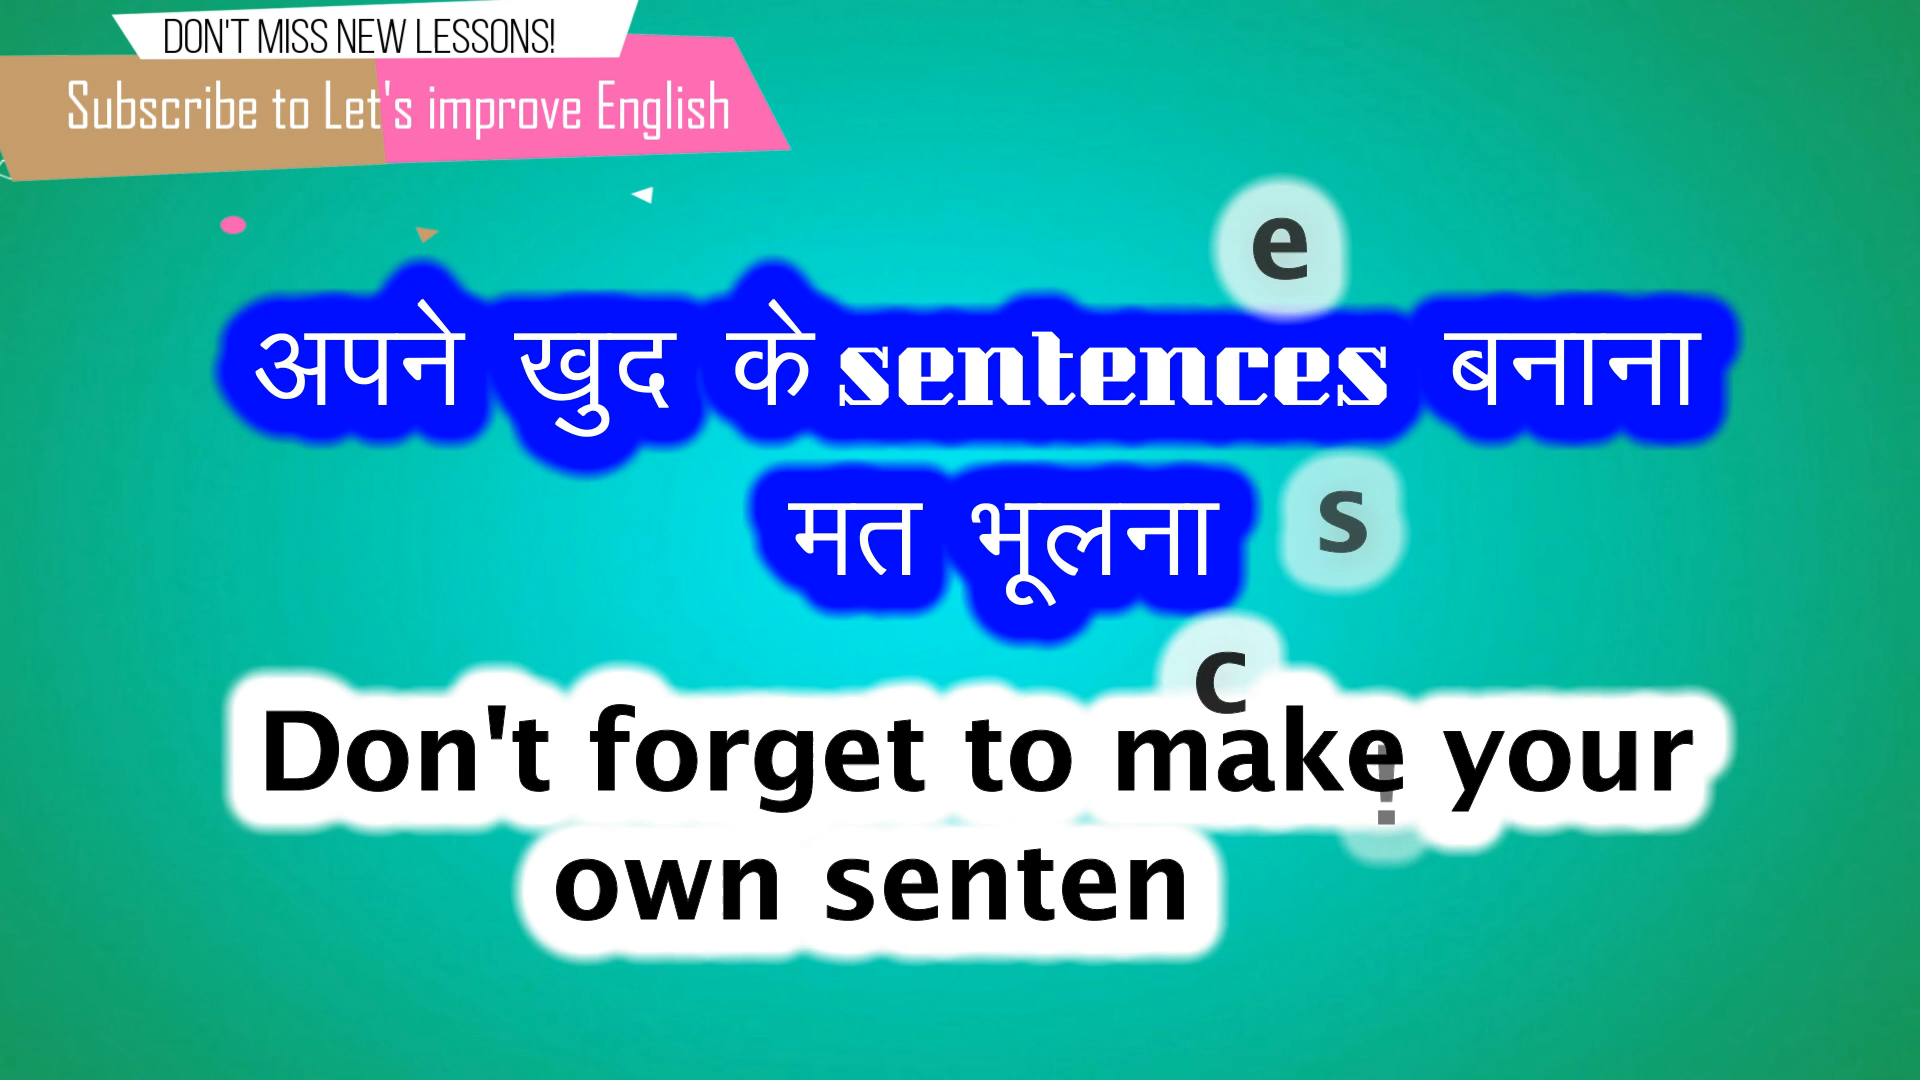 DON'T MISS NEW LESSONS!
Subscribe to Let's improve English
e
अपने खुद के sentences बनाना
मत भूलना
s
c
Don't forget to make your
!
own senten